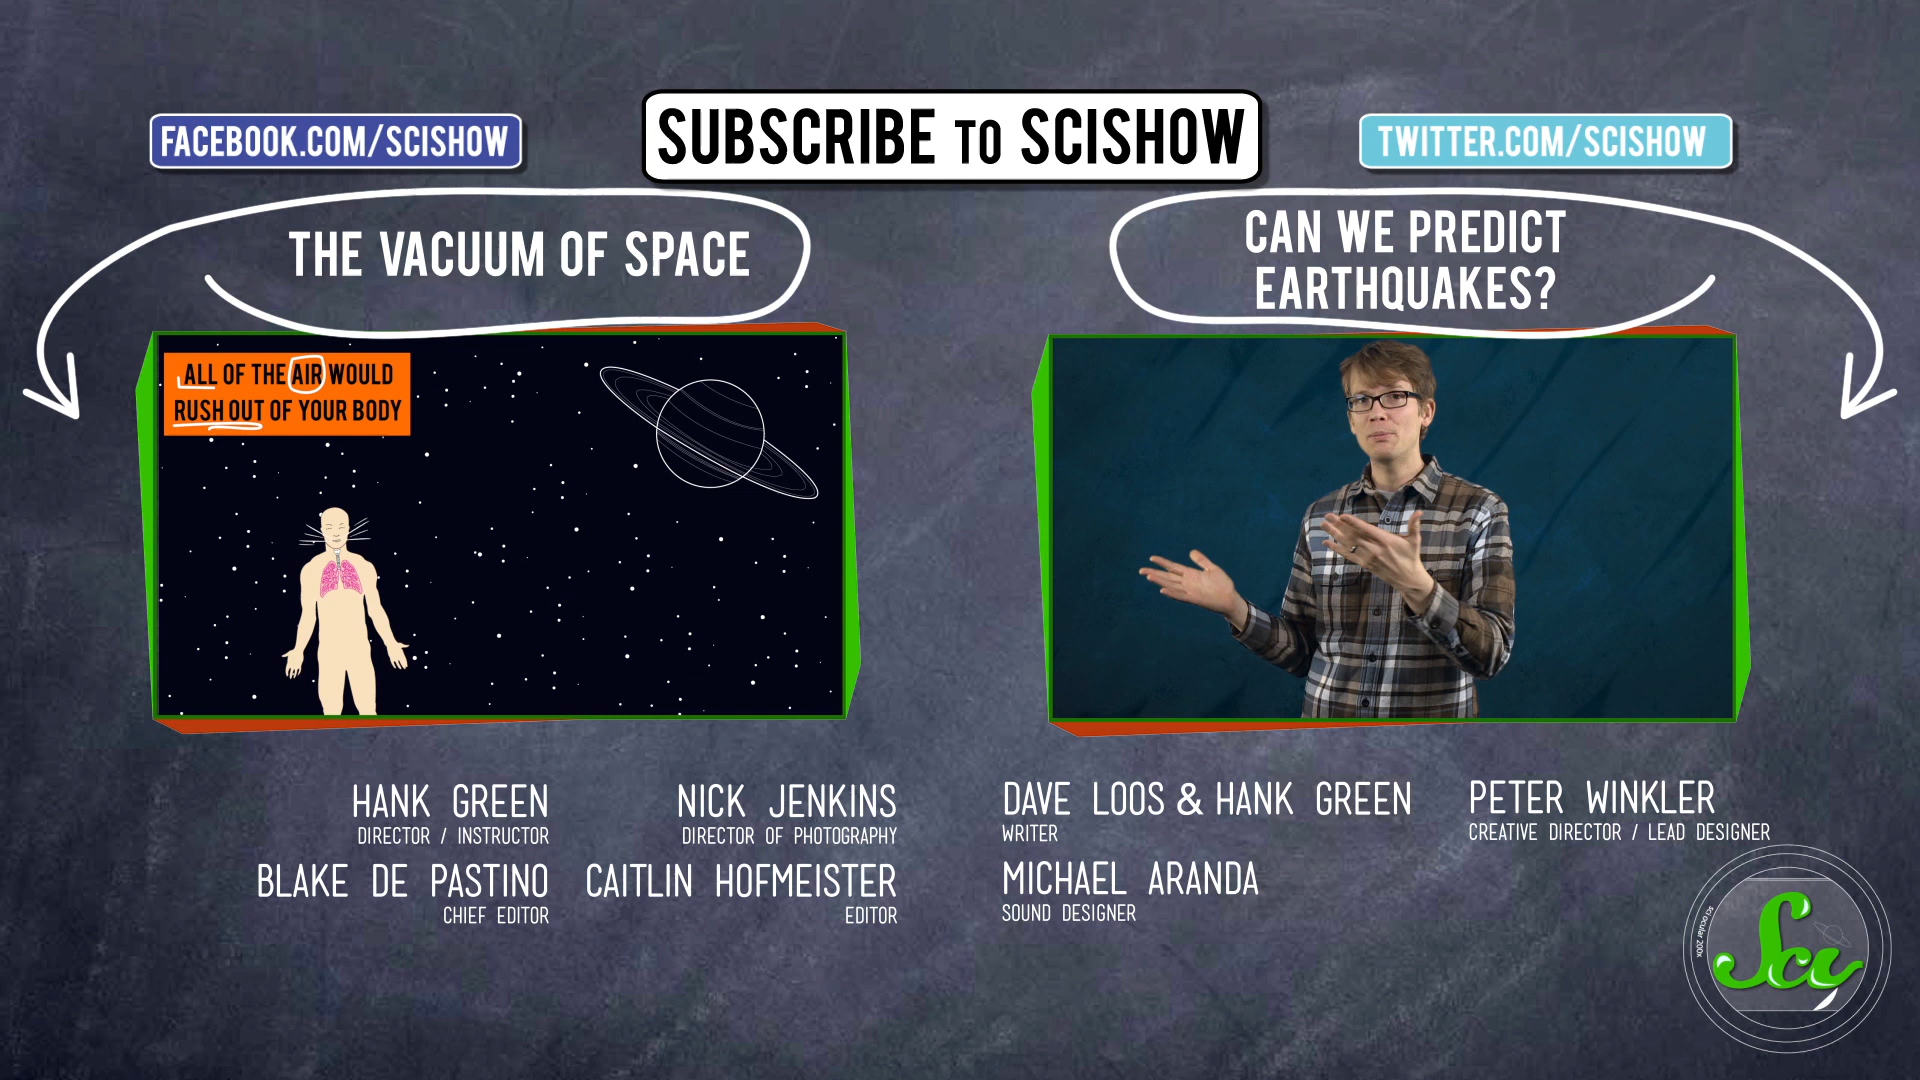 SUBSCRIBE TO SCISHOW
FACEBOOK.COM/SCISHOW
TWITTER.COM/SCISHOW
THE VACUUM OF SPACE
CAN WE PREDICT
EARTHQUAKES?
ALL OF THE AIR WOULD
RUSH OUT OF YOUR BODY
HANK GREEN
DIRECTOR / INSTRUCTOR
NICK JENKINS
DIRECTOR OF PHOTOGRAPHY
DAVE LOOS & HANK GREEN
WRITER
PETER WINKLER
CREATIVE DIRECTOR / LEAD DESIGNER
BLAKE DE PASTINO
CHIEF EDITOR
CAITLIN HOFMEISTER
EDITOR
MICHAEL ARANDA
SOUND DESIGNER
Sci
sci ocular 200x